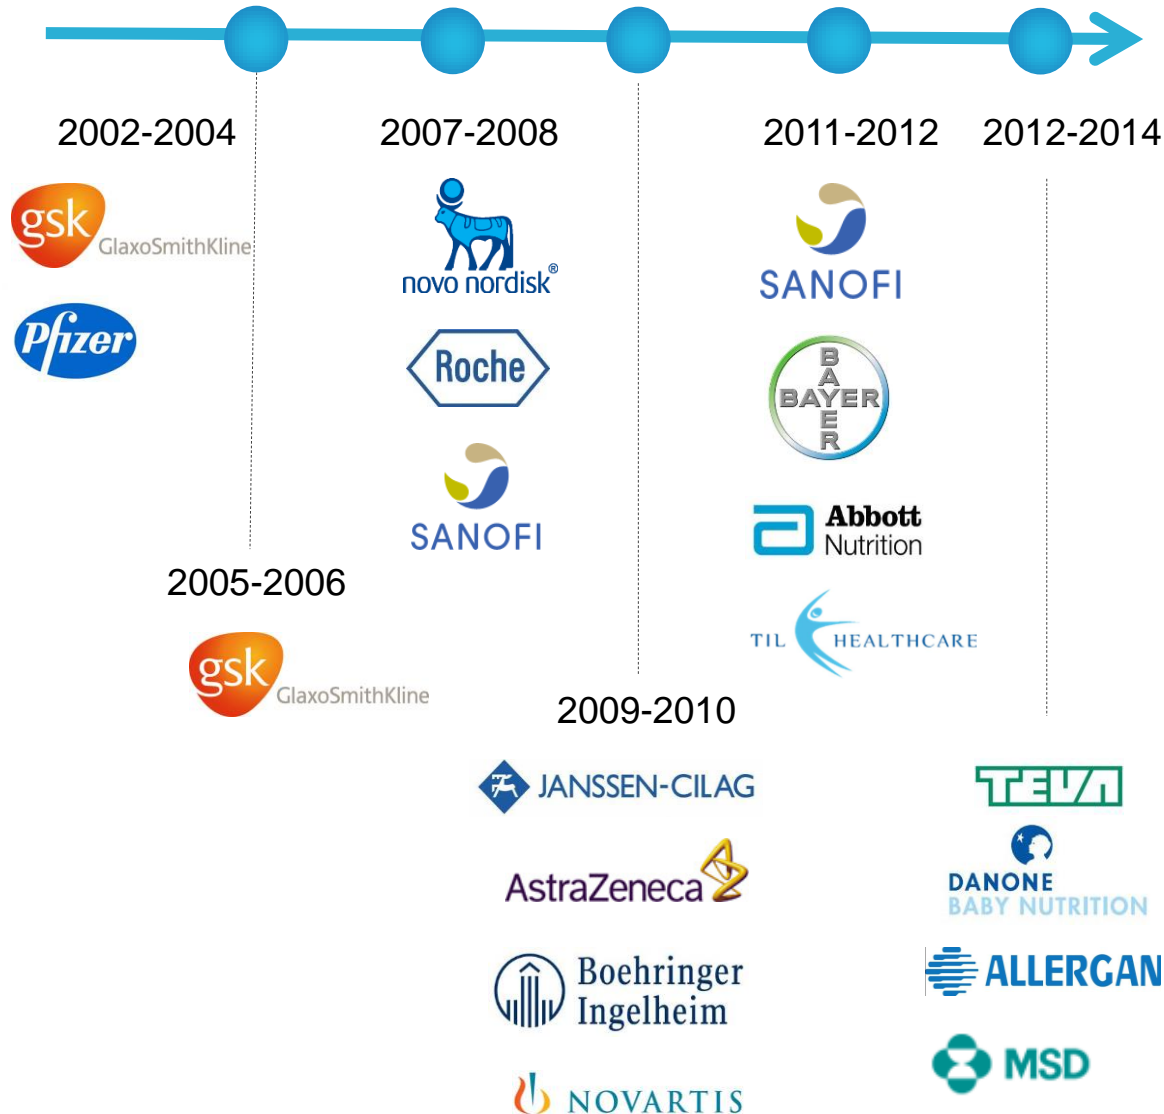 2002-2004
gsk
GlaxoSmithKline
Pfizer
2005-2006
gsk
GlaxoSmithKline
2007-2008
novo nordisk®
Roche
SANOFI
2009-2010
JANSSEN-CILAG
AstraZeneca
Boehringer
Ingelheim
NOVARTIS
2011-2012
SANOFI
BAYER
BAYER
Abbott
Nutrition
TIL HEALTHCARE
2012-2014
TEVA
DANONE
BABY NUTRITION
ALLERGAN
MSD